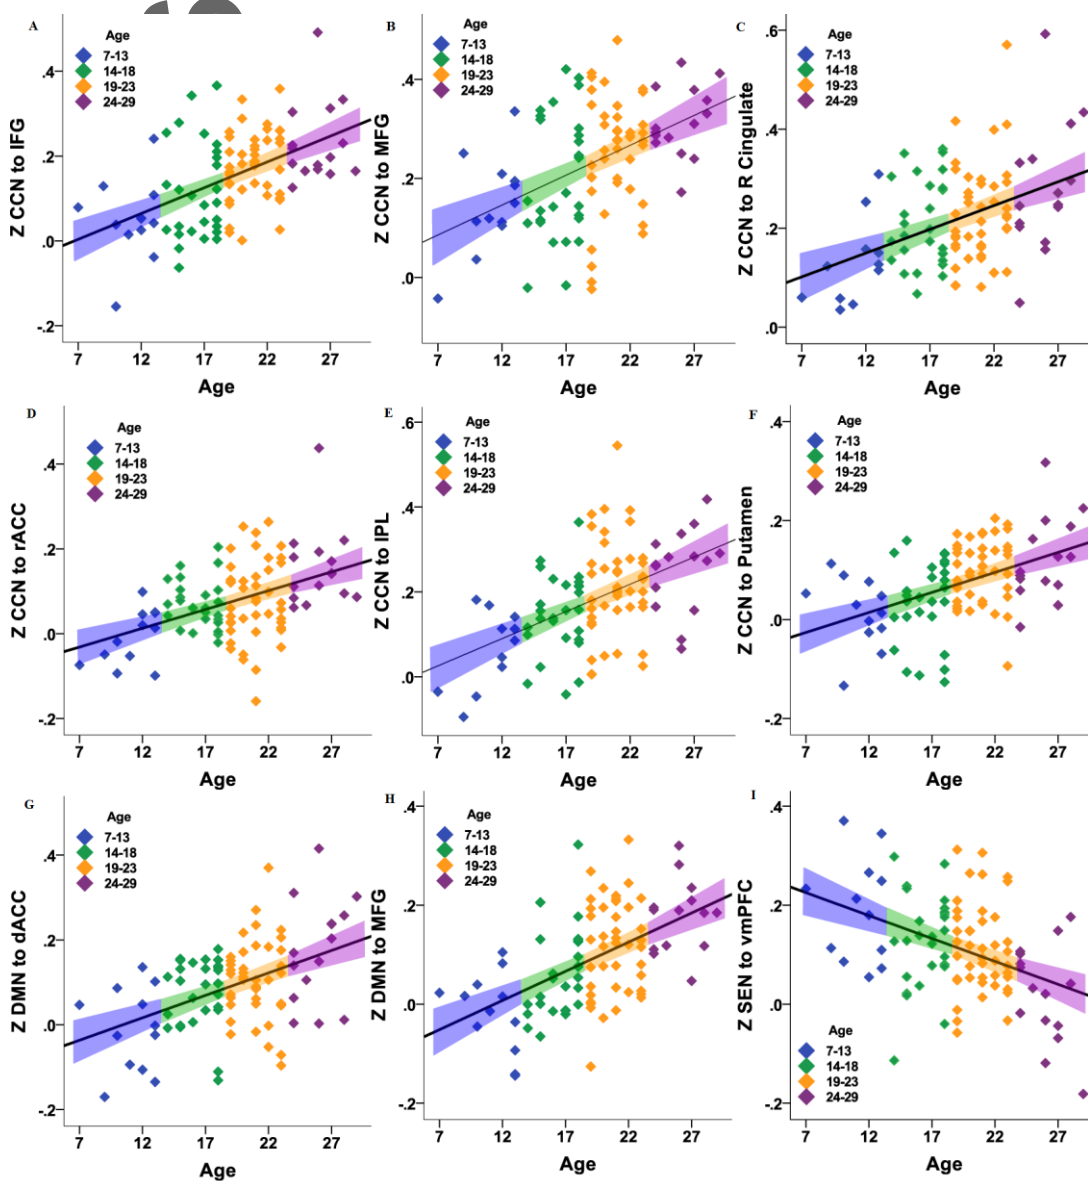 A
Age
7-13
14-18
19-23
24-29
.4
.2
.0
-.2
Z CCN to IFG
7 12 17 22 27
Age
B
Age
7-13
14-18
19-23
24-29
.4
.2
.0
Z CCN to MFG
7 12 17 22 27
Age
C
Age
7-13
14-18
19-23
24-29
.6
.4
.2
.0
Z CCN to R Cingulate
7 12 17 22 27
Age
D
Age
7-13
14-18
19-23
24-29
.4
.2
.0
-.2
Z CCN to rACC
7 12 17 22 27
Age
E
Age
7-13
14-18
19-23
24-29
.6
.4
.2
.0
Z CCN to IPL
7 12 17 22 27
Age
F
Age
7-13
14-18
19-23
24-29
.4
.2
.0
-.2
Z CCN to Putamen
7 12 17 22 27
Age
G
Age
7-13
14-18
19-23
24-29
.4
.2
.0
-.2
Z DMN to dACC
7 12 17 22 27
Age
H
Age
7-13
14-18
19-23
24-29
.4
.2
.0
-.2
Z DMN to MFG
7 12 17 22 27
Age
I
.4
.2
.0
-.2
Z SEN to vmPFC
Age
7-13
14-18
19-23
24-29
7 12 17 22 27
Age